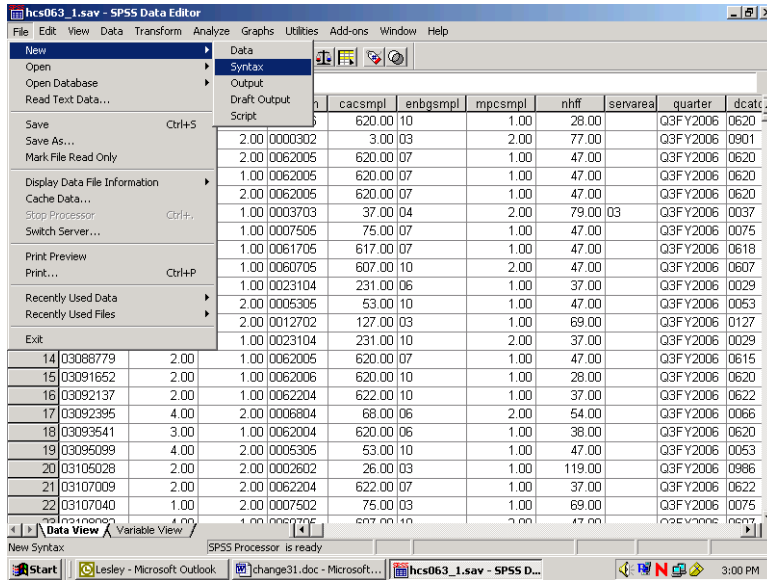 hcs063_1.sav - SPSS Data Editor
File Edit View Data Transform Analyze Graphs Utilities Add-ons Window Help
New
Open
Open Database
Read Text Data...
Save Ctrl+S
Save As...
Mark File Read Only
Display Data File Information
Cache Data...
Stop Processor Ctrl+.
Switch Server...
Print Preview
Print... Ctrl+P
Recently Used Data
Recently Used Files
Exit
Data
Syntax
Output
Draft Output
Script
cacsmpl enbgsmpl mpcsmpl nhff servarea quarter
620.00 10 1.00 28.00 Q3FY2006 0620
2.00 0000302 3.00 03 2.00 77.00 Q3FY2006 0901
2.00 0062005 620.00 07 1.00 47.00 Q3FY2006 0620
1.00 0062005 620.00 07 1.00 47.00 Q3FY2006 0620
2.00 0062005 620.00 07 1.00 47.00 Q3FY2006 0620
1.00 0003703 37.00 04 2.00 79.00 03 Q3FY2006 0037
1.00 0007505 75.00 07 1.00 47.00 Q3FY2006 0075
1.00 0061705 617.00 07 1.00 47.00 Q3FY2006 0618
1.00 0060705 607.00 10 2.00 47.00 Q3FY2006 0607
1.00 0023104 231.00 06 1.00 37.00 Q3FY2006 0029
2.00 0005305 53.00 10 1.00 47.00 Q3FY2006 0053
2.00 0012702 127.00 03 1.00 69.00 Q3FY2006 0127
1.00 0023104 231.00 10 2.00 37.00 Q3FY2006 0029
14 03088779 2.00 1.00 0062005 620.00 07 1.00 47.00 Q3FY2006 0615
15 03091652 2.00 1.00 0062006 620.00 10 1.00 28.00 Q3FY2006 0620
16 03092137 2.00 1.00 0062204 622.00 10 1.00 37.00 Q3FY2006 0622
17 03092395 4.00 2.00 0006804 68.00 06 2.00 54.00 Q3FY2006 0066
18 03093541 3.00 1.00 0062004 620.00 06 1.00 38.00 Q3FY2006 0620
19 03095099 4.00 2.00 0005305 53.00 10 1.00 47.00 Q3FY2006 0053
20 03105028 2.00 2.00 0002602 26.00 03 1.00 119.00 Q3FY2006 0986
21 03107009 2.00 2.00 0062204 622.00 07 1.00 37.00 Q3FY2006 0622
22 03107040 1.00 2.00 0007502 75.00 03 1.00 69.00 Q3FY2006 0075
Data View Variable View
New Syntax SPSS Processor is ready
Start Lesley - Microsoft Outlook change31.doc - Microsoft... hcs063_1.sav - SPSS D... 3:00 PM